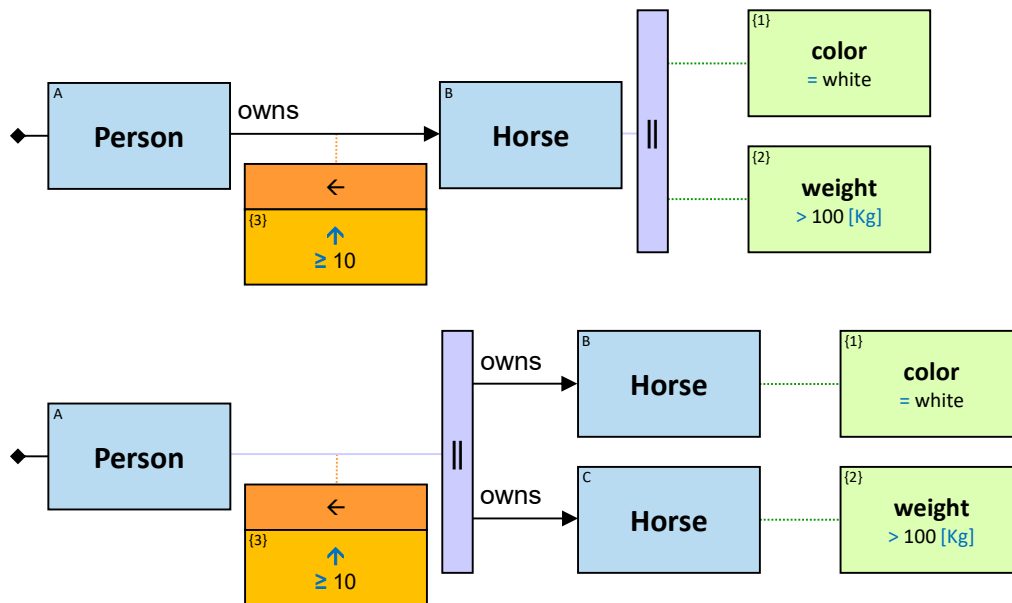 A
Person
owns
B
Horse
||
{1}
color
= white
{2}
weight
> 100 [Kg]
←
{3}
↑
≥ 10
A
Person
||
owns
B
Horse
{1}
color
= white
owns
C
Horse
{2}
weight
> 100 [Kg]
←
{3}
↑
≥ 10